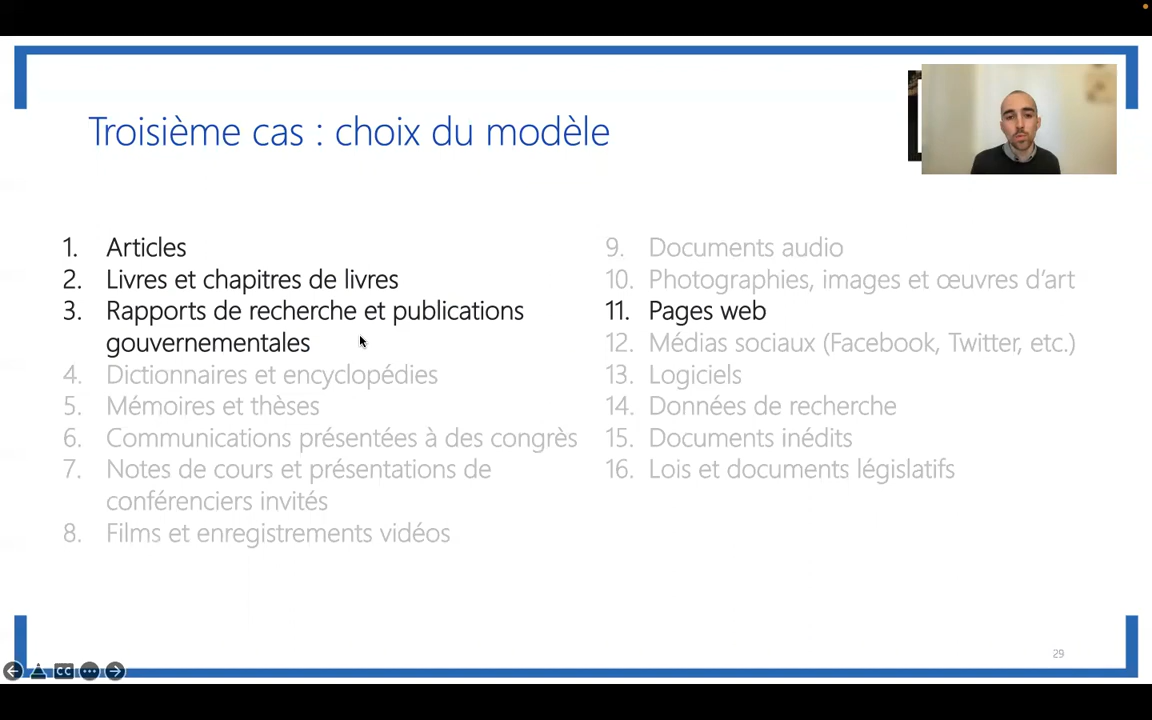 Troisième cas : choix du modèle
1. Articles
2. Livres et chapitres de livres
3. Rapports de recherche et publications
gouvernementales
4. Dictionnaires et encyclopédies
5. Mémoires et thèses
6. Communications présentées à des congrès
7. Notes de cours et présentations de
conférenciers invités
8. Films et enregistrements vidéos
9. Documents audio
10. Photographies, images et œuvres d’art
11. Pages web
12. Médias sociaux (Facebook, Twitter, etc.)
13. Logiciels
14. Données de recherche
15. Documents inédits
16. Lois et documents législatifs
29
CC